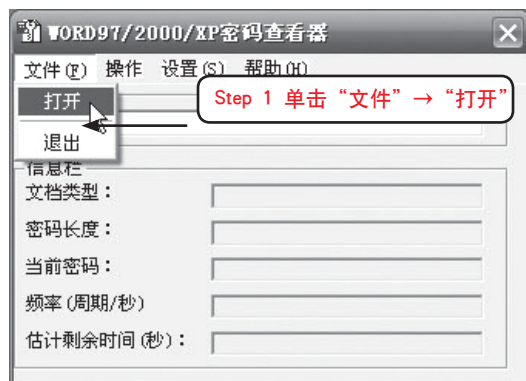 WORD97/2000/XP密码查看器
文件(F) 操作 设置(S) 帮助(H)
打开
Step 1 单击“文件”→“打开”
退出
信息栏
文档类型：
密码长度：
当前密码：
频率(周期/秒)
估计剩余时间(秒)：